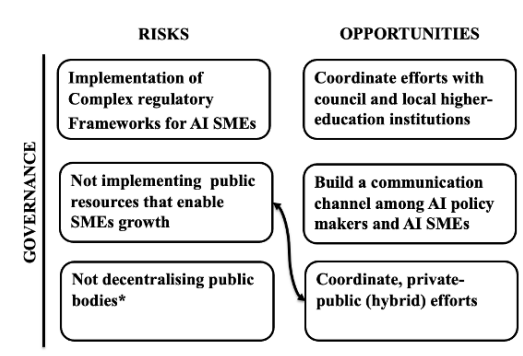 RISKS
OPPORTUNITIES
GOVERNANCE
Implementation of
Complex regulatory
Frameworks for AI SMEs
Coordinate efforts with
council and local higher-
education institutions
Not implementing public
resources that enable
SMEs growth
Build a communication
channel among AI policy
makers and AI SMEs
Not decentralising public
bodies*
Coordinate, private-
public (hybrid) efforts